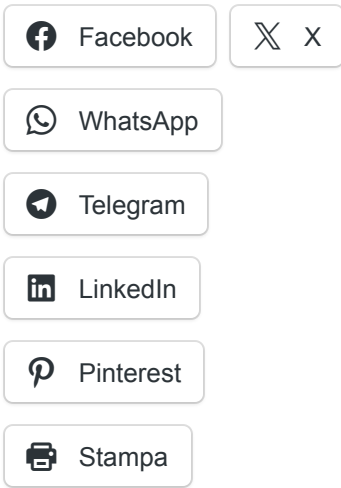 Facebook X
WhatsApp
Telegram
LinkedIn
Pinterest
Stampa